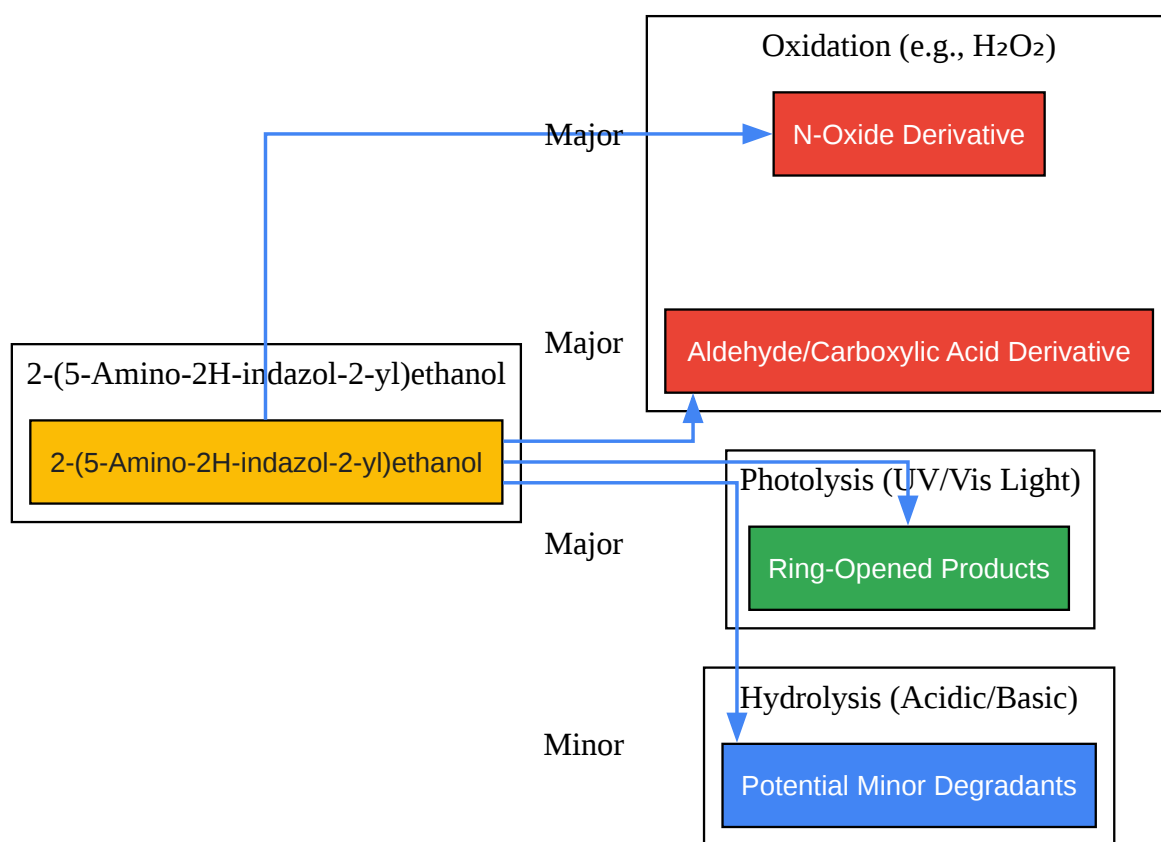 Oxidation (e.g., H₂O₂)
Major
N-Oxide Derivative
Major
Aldehyde/Carboxylic Acid Derivative
2-(5-Amino-2H-indazol-2-yl)ethanol
2-(5-Amino-2H-indazol-2-yl)ethanol
Photolysis (UV/Vis Light)
Major
Ring-Opened Products
Hydrolysis (Acidic/Basic)
Minor
Potential Minor Degradants